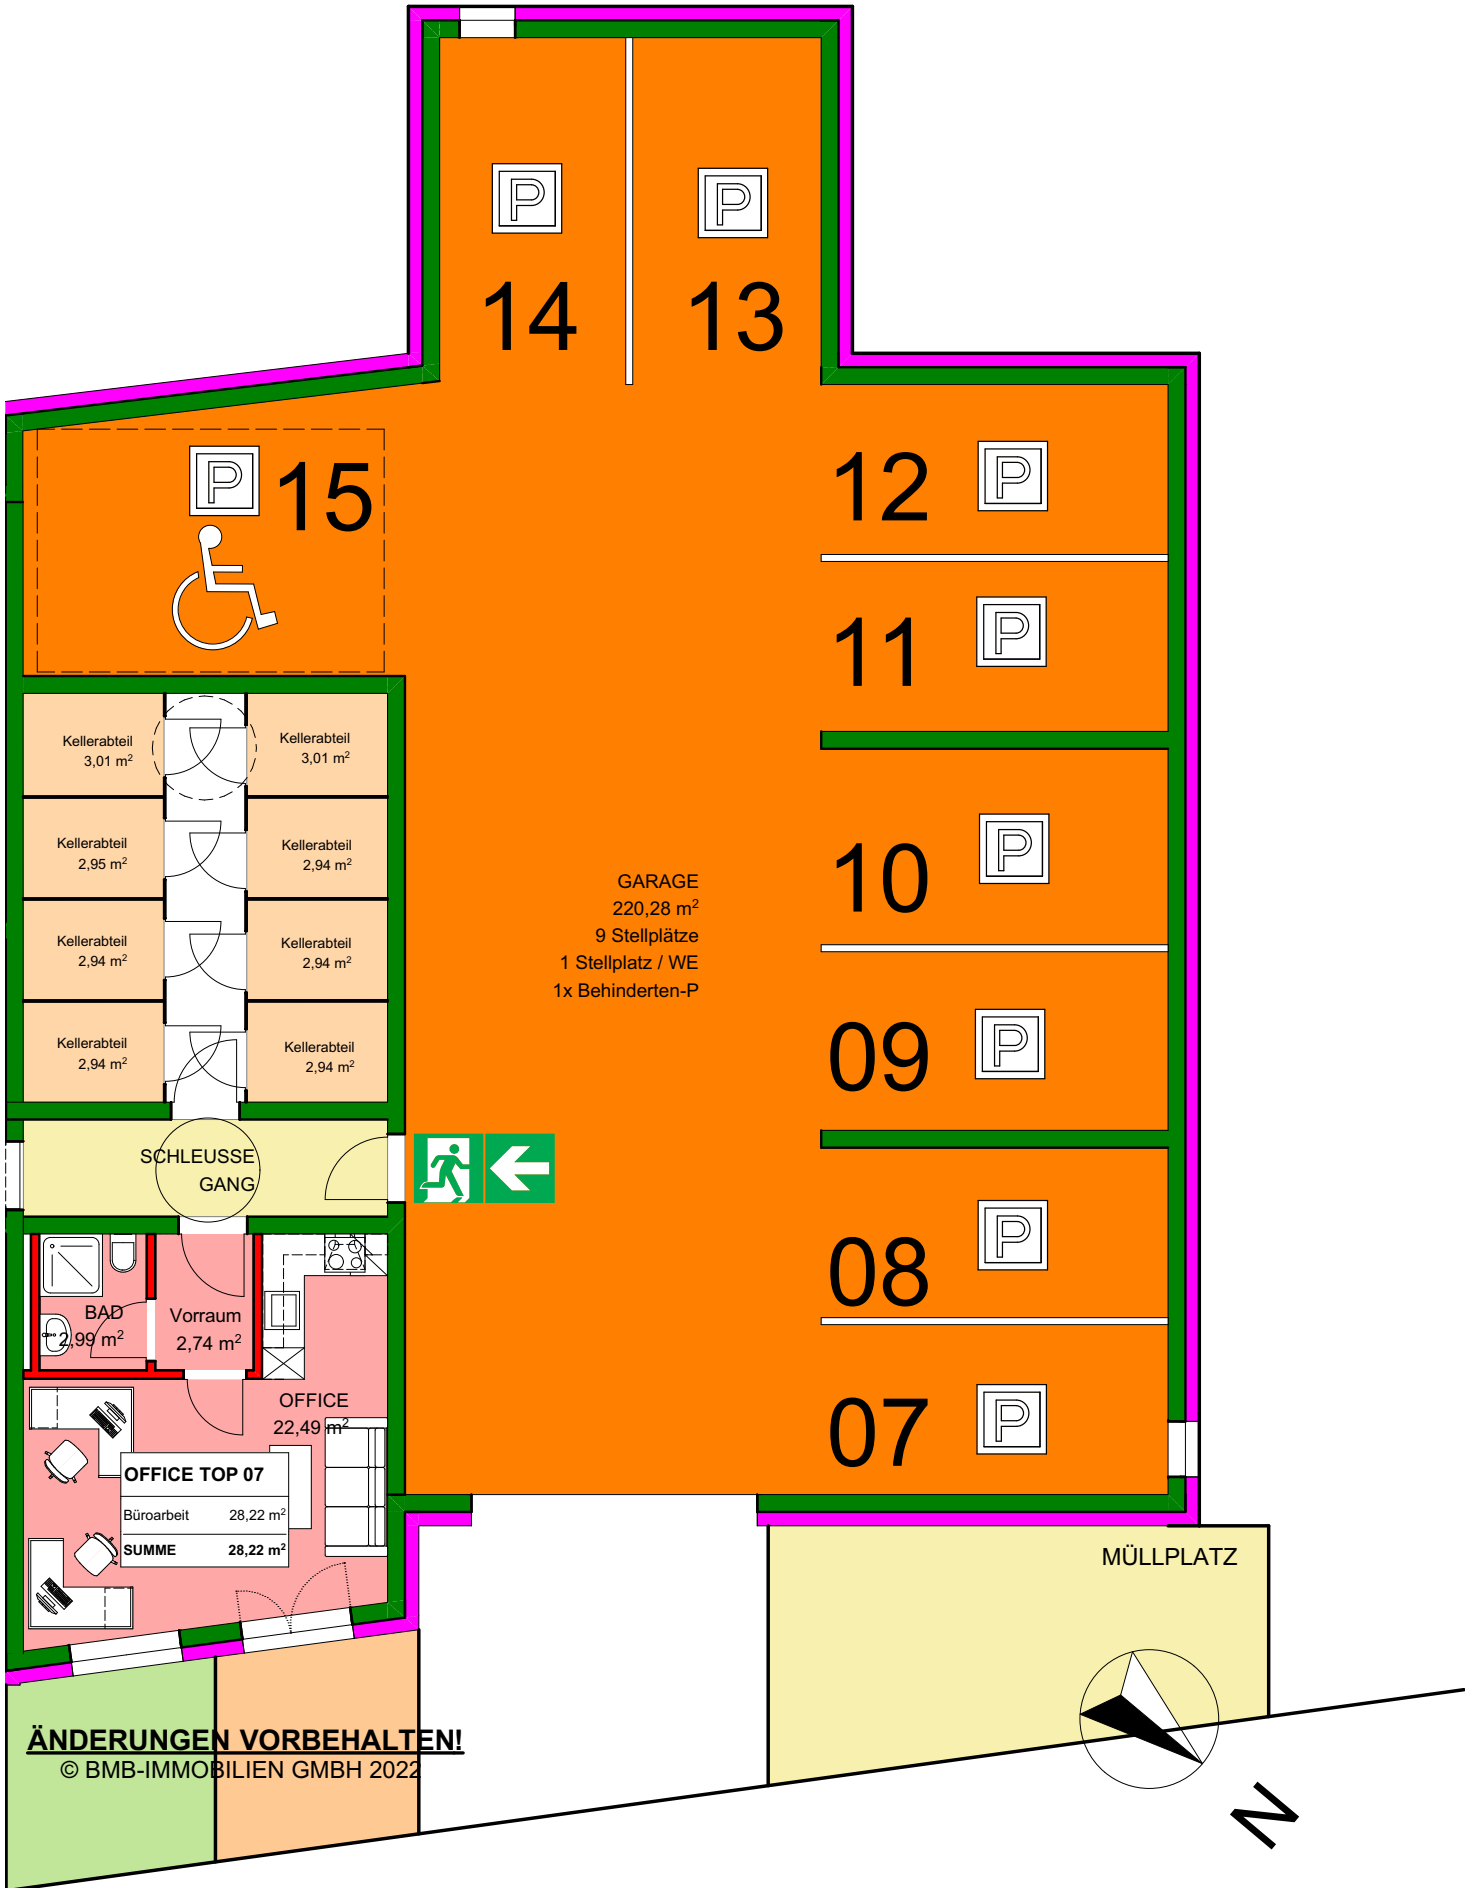 P
P
14
13
P
15
12
P
11
P
Kellerabteil
3,01 m²
Kellerabteil
3,01 m²
Kellerabteil
2,95 m²
Kellerabteil
2,94 m²
Kellerabteil
2,94 m²
Kellerabteil
2,94 m²
Kellerabteil
2,94 m²
Kellerabteil
2,94 m²
GARAGE
220,28 m²
9 Stellplätze
1 Stellplatz / WE
1x Behinderten-P
10
P
09
P
SCHLEUSSE
GANG
08
P
BAD
2,99 m²
Vorraum
2,74 m²
OFFICE
22,49 m²
07
P
OFFICE TOP 07
Büroarbeit 28,22 m²
SUMME 28,22 m²
MÜLLPLATZ
ÄNDERUNGEN VORBEHALTEN!
© BMB-IMMOBILIEN GMBH 2022
N